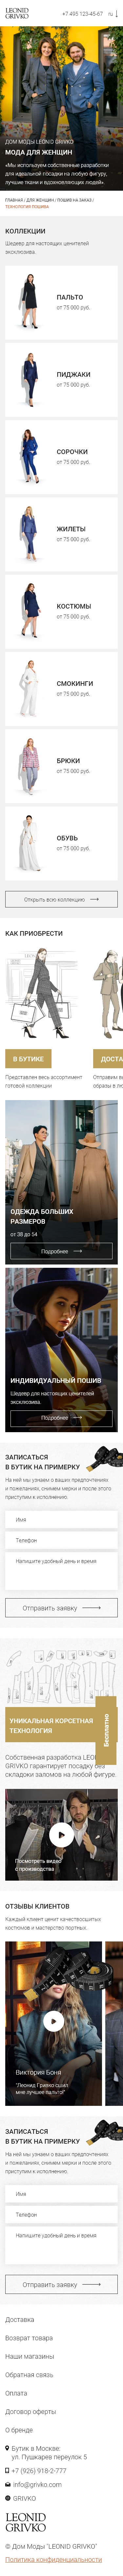 LEONID
GRIVKO
+7 495 123-45-67
ru
ДОМ МОДЫ LEONID GRIVKO
МОДА ДЛЯ ЖЕНЩИН
«Мы используем собственные разработки
для идеальной посадки на любую фигуру,
лучшие ткани и вдохновляющих идей».
ГЛАВНАЯ / ДЛЯ ЖЕНЩИН / ПОШИВ НА ЗАКАЗ /
ТЕХНОЛОГИЯ ПОШИВА
КОЛЛЕКЦИИ
Шедевр для настоящих ценителей
эксклюзива.
ПАЛЬТО
от 75 000 руб.
ПИДЖАКИ
от 75 000 руб.
СОРОЧКИ
от 75 000 руб.
ЖИЛЕТЫ
от 75 000 руб.
КОСТЮМЫ
от 75 000 руб.
СМОКИНГИ
от 75 000 руб.
БРЮКИ
от 75 000 руб.
ОБУВЬ
от 75 000 руб.
Открыть всю коллекцию
КАК ПРИОБРЕСТИ
В БУТИКЕ
ДОСТА
Представлен весь ассортимент
готовой коллекции
Отправим в
образы в лю
ОДЕЖДА БОЛЬШИХ
РАЗМЕРОВ
от 38 до 54
Подробнее
ИНДИВИДУАЛЬНЫЙ ПОШИВ
Шедевр для настоящих ценителей
эксклюзива.
Подробнее
ЗАПИСАТЬСЯ
В БУТИК НА ПРИМЕРКУ
На ней мы узнаем о ваших предпочтениях
и пожеланиях, снимем мерки и после этого
приступим к исполнению.
Имя
Телефон
Напишите удобный день и время
Отправить заявку
УНИКАЛЬНАЯ КОРСЕТНАЯ
ТЕХНОЛОГИЯ
Бесплатно
Собственная разработка LEON
GRIVKO гарантирует посадку без
складоки заломов на любой фигуре.
Посмотреть видео
о производства
ОТЗЫВЫ КЛИЕНТОВ
Каждый клиент ценит качествосшитых
костюмов и мастерство портных.
Виктория Боня
"Леонид Гривко сшил
мне лучшее пальто!"
ЗАПИСАТЬСЯ
В БУТИК НА ПРИМЕРКУ
На ней мы узнаем о ваших предпочтениях
и пожеланиях, снимем мерки и после этого
приступим к исполнению.
Имя
Телефон
Напишите удобный день и время
Отправить заявку
Доставка
Возврат товара
Наши магазины
Обратная связь
Оплата
Договор оферты
О бренде
Бутик в Москве:
ул. Пушкарев переулок 5
+7 (926) 918-2-777
info@grivko.com
GRIVKO
LEONID
GRIVKO
© Дом Моды "LEONID GRIVKO"
Политика конфиденциальности